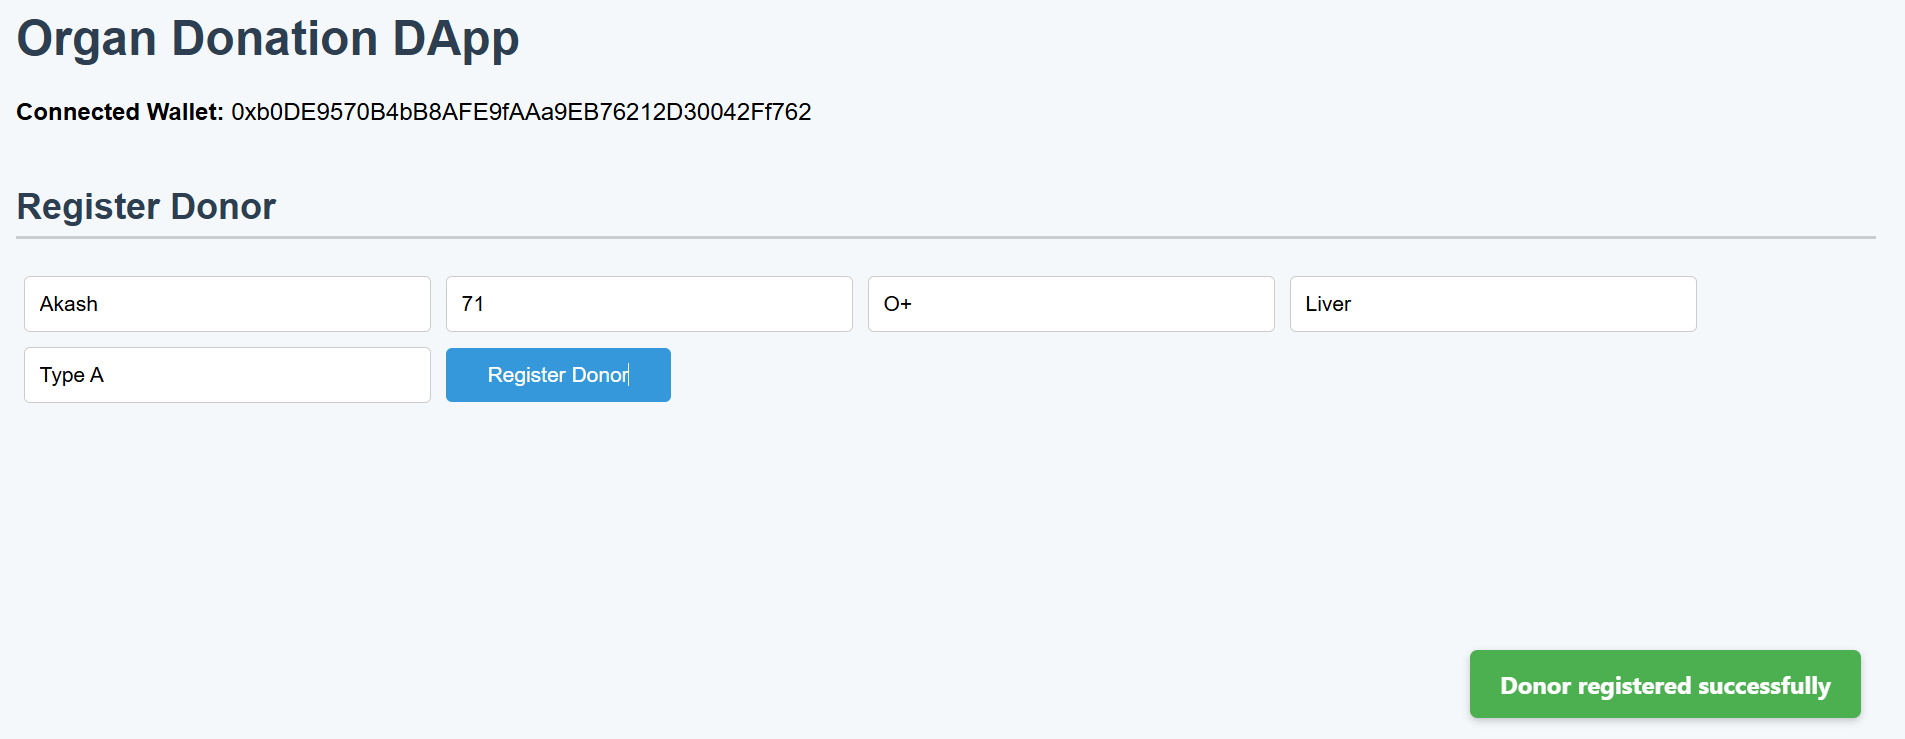 Organ Donation DApp
Connected Wallet: 0xb0DE9570B4bB8AFE9fAAa9EB76212D30042Ff762
Register Donor
Akash 71 O+ Liver
Type A Register Donor
Donor registered successfully